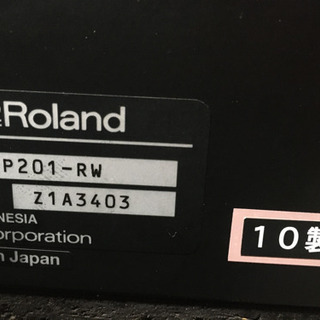 Roland
P201-RW
Z1A3403
NESIA
orporation
n Japan
１０製